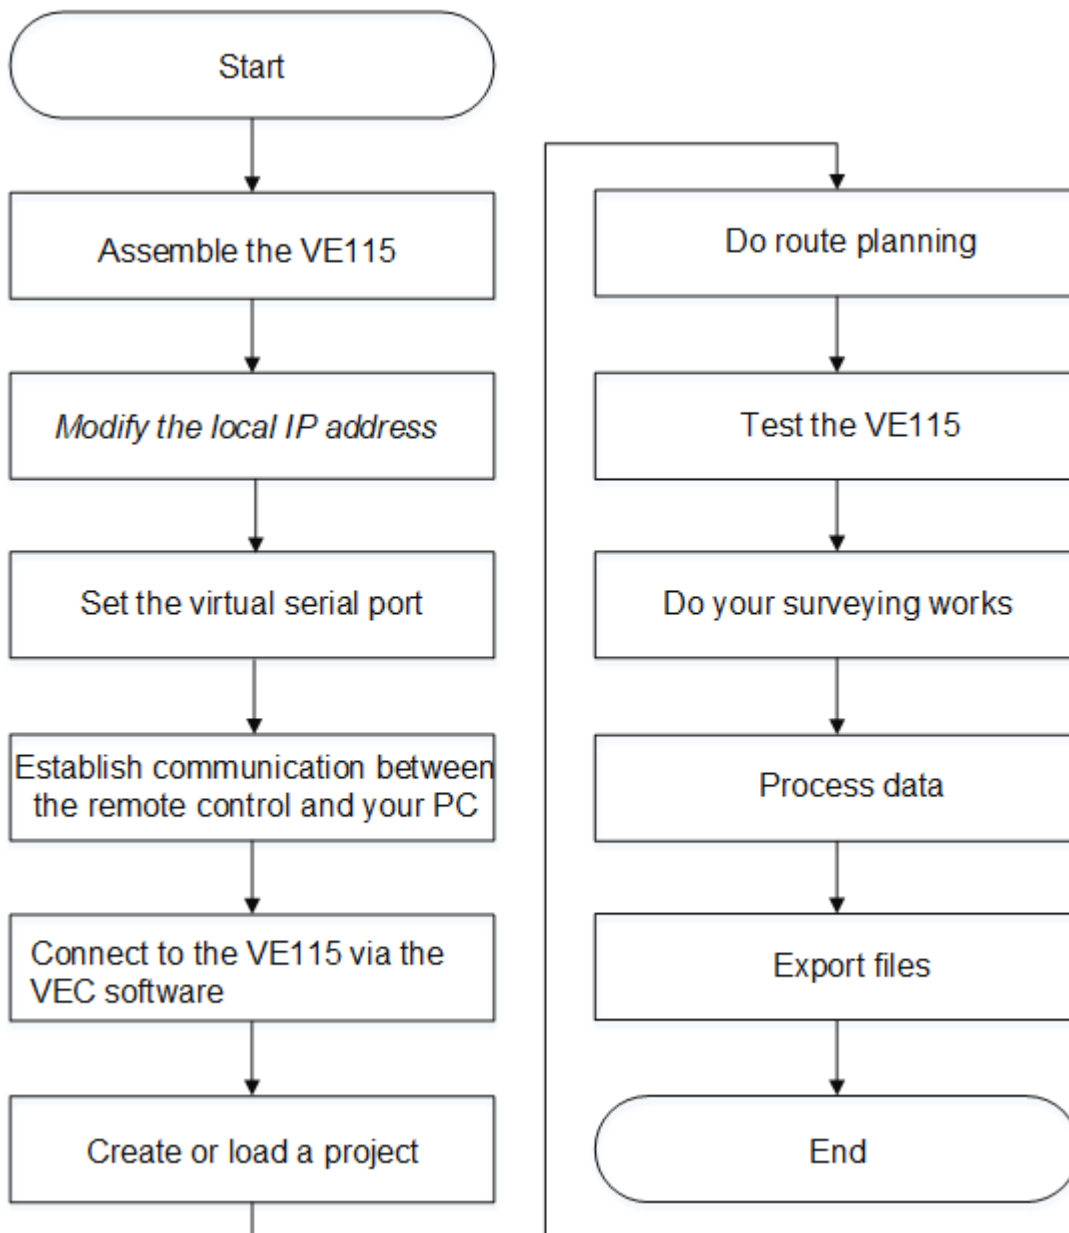 Start
Assemble the VE115
Modify the local IP address
Set the virtual serial port
Establish communication between
the remote control and your PC
Connect to the VE115 via the
VEC software
Create or load a project
Do route planning
Test the VE115
Do your surveying works
Process data
Export files
End